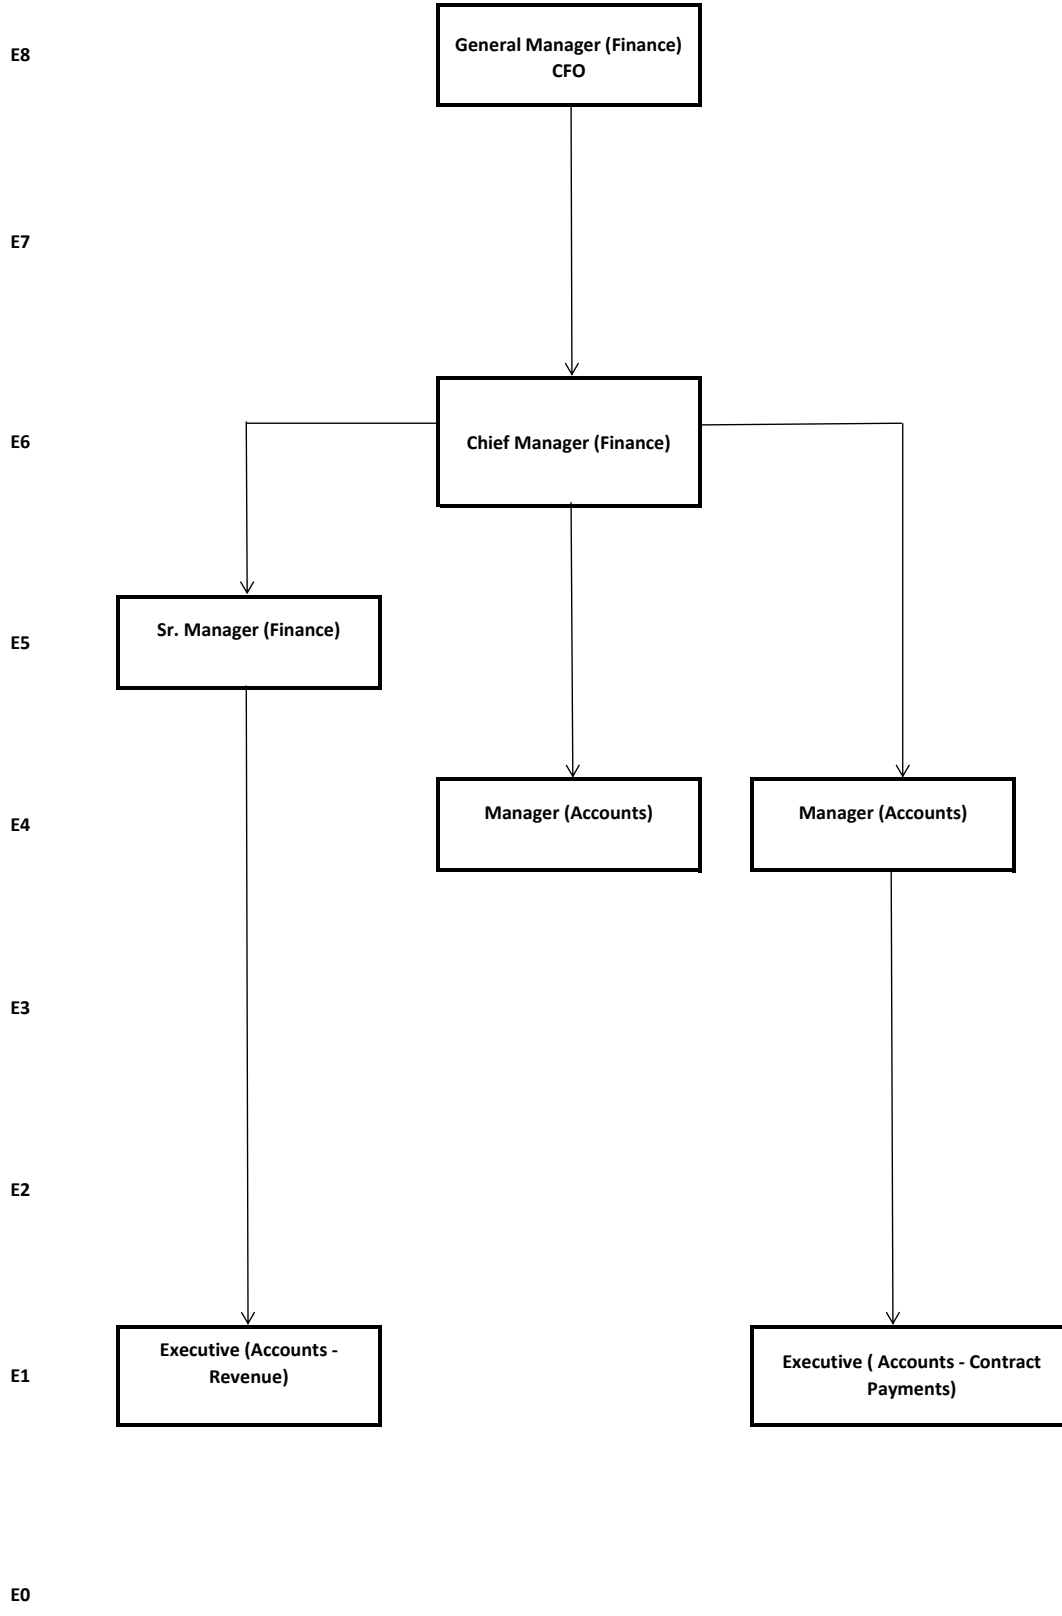 E8
General Manager (Finance)
CFO
E7
E6
Chief Manager (Finance)
E5
Sr. Manager (Finance)
E4
Manager (Accounts)
Manager (Accounts)
E3
E2
E1
Executive (Accounts -
Revenue)
Executive ( Accounts - Contract
Payments)
E0